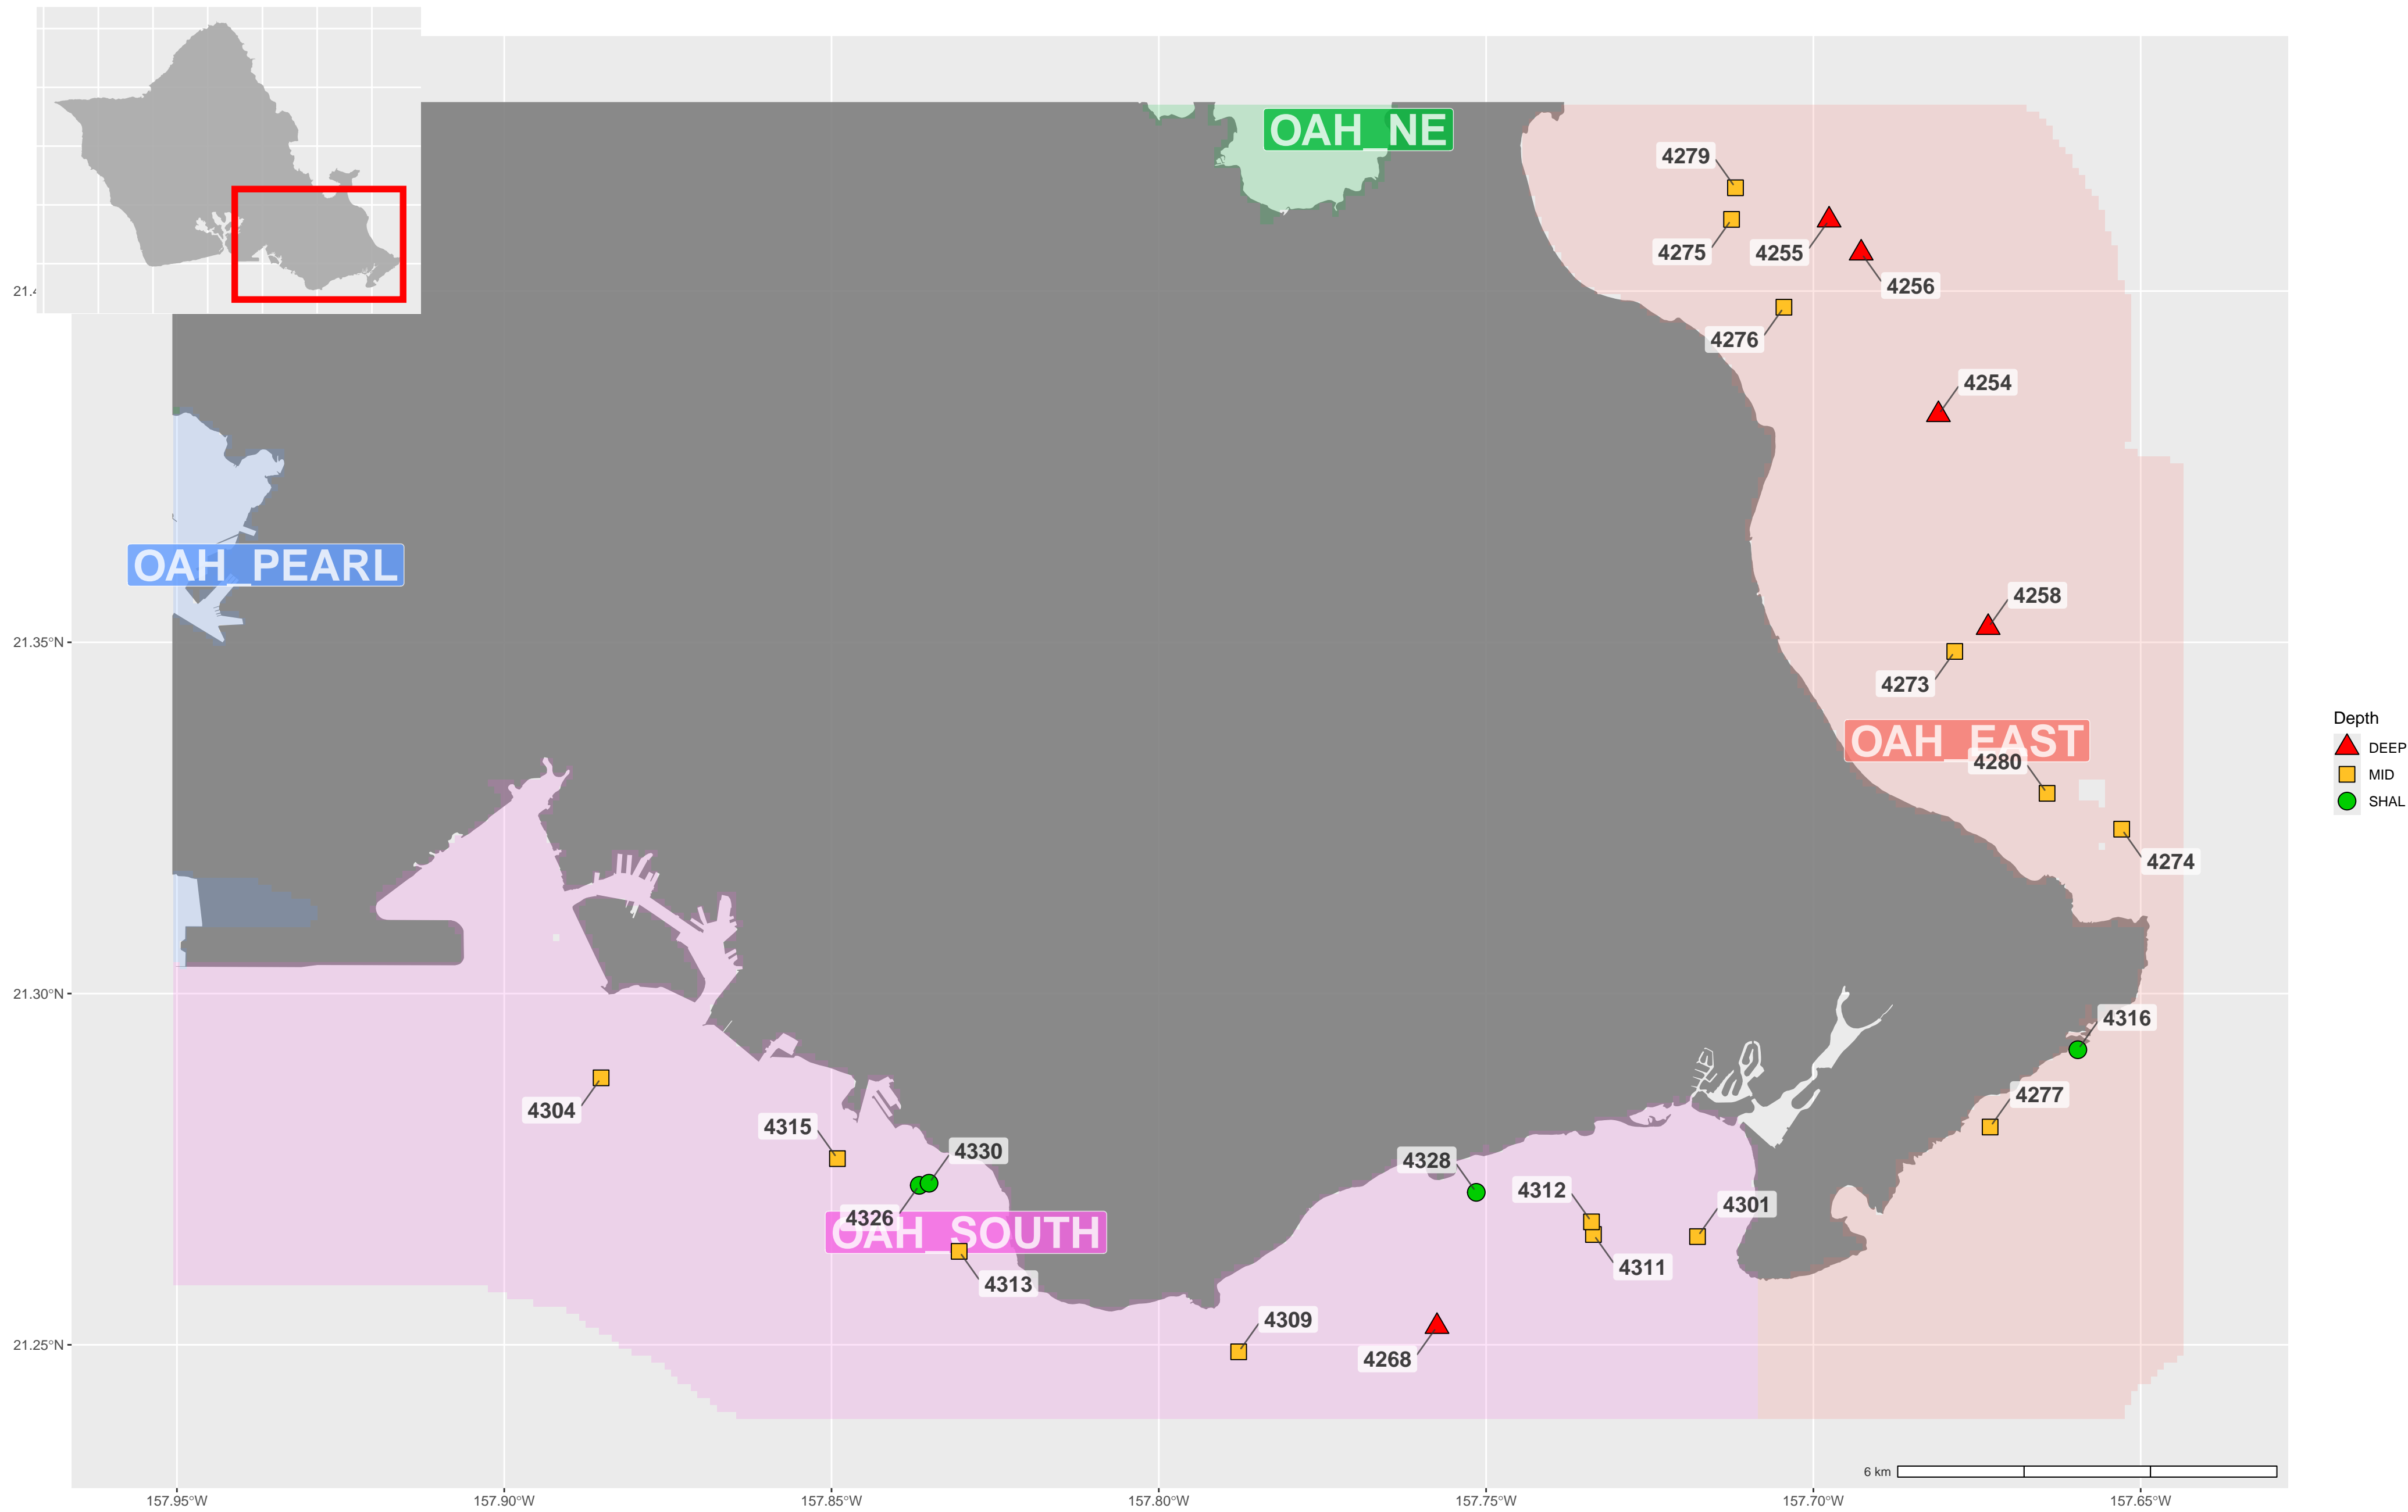 OAH_NE
4279
4275
4255
4256
4276
4254
OAH_PEARL
4258
4273
OAH_EAST
4280
4274
4316
4277
4304
4315
4330
4326
OAH_SOUTH
4313
4328
4312
4301
4311
4309
4268
21.4
21.35°N
21.30°N
21.25°N
157.95°W
157.90°W
157.85°W
157.80°W
157.75°W
157.70°W
157.65°W
6 km
Depth
DEEP
MID
SHAL